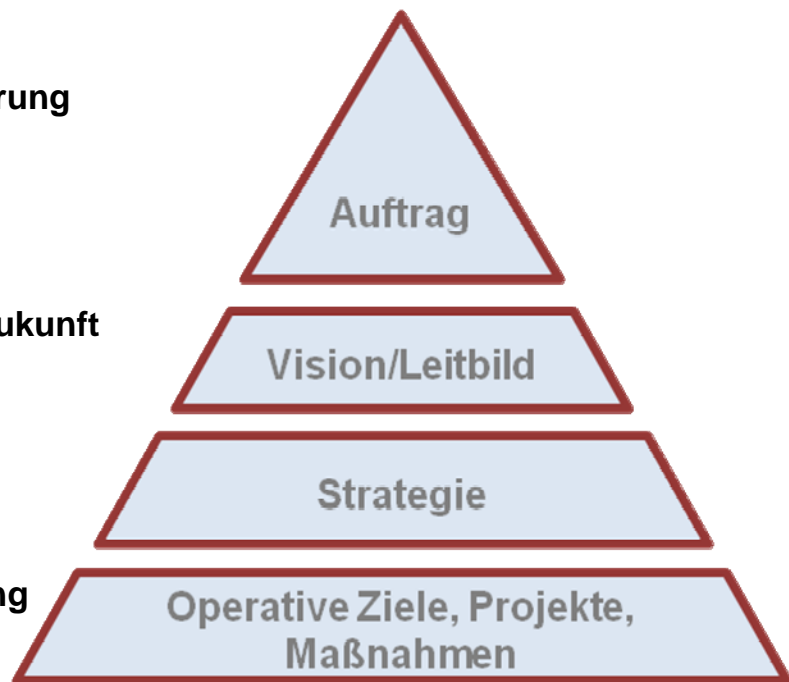 rung
Auftrag
ukunft
Vision/Leitbild
Strategie
ng
Operative Ziele, Projekte,
Maßnahmen